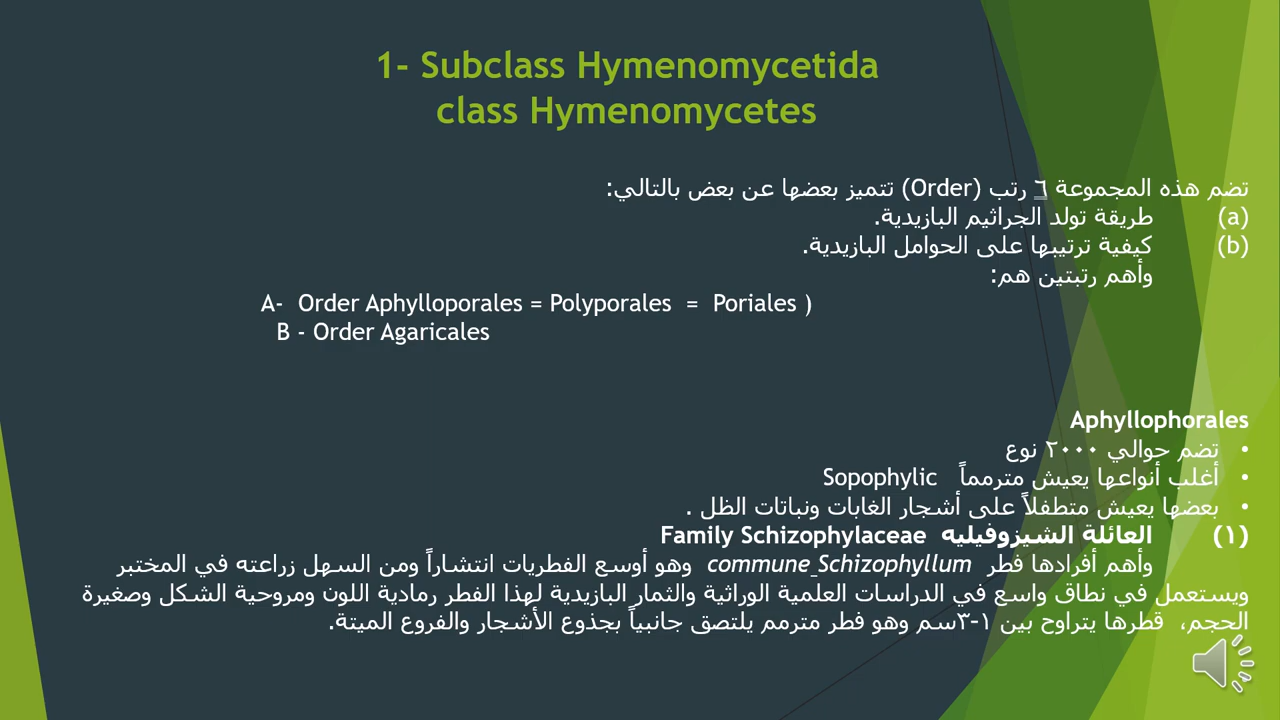 1- Subclass Hymenomycetida
class Hymenomycetes
تضم هذه المجموعة ٦ رتب (Order) تتميز بعضها عن بعض بالتالي:
(a) طريقة تولد الجراثيم البازيدية.
(b) كيفية ترتيبها على الحوامل البازيدية.
وأهم رتبتين هم:
A- Order Aphylloporales = Polyporales = Poriales )
B - Order Agaricales
Aphyllophorales
• تضم حوالي ٢٠٠٠ نوع
• أغلب أنواعها يعيش مترمماً Sopophylic
• بعضها يعيش متطفلاً على أشجار الغابات ونباتات الظل .
(١) العائلة الشيزوفيليه Family Schizophylaceae
وأهم أفرادها فطر commune_Schizophyllum وهو أوسع الفطريات انتشاراً ومن السهل زراعته في المختبر
ويستعمل في نطاق واسع في الدراسات العلمية الوراثية والثمار البازيدية لهذا الفطر رمادية اللون ومروحية الشكل وصغيرة
الحجم، قطرها يتراوح بين ١-٣سم وهو فطر مترمم يلتصق جانبياً بجذوع الأشجار والفروع الميتة.